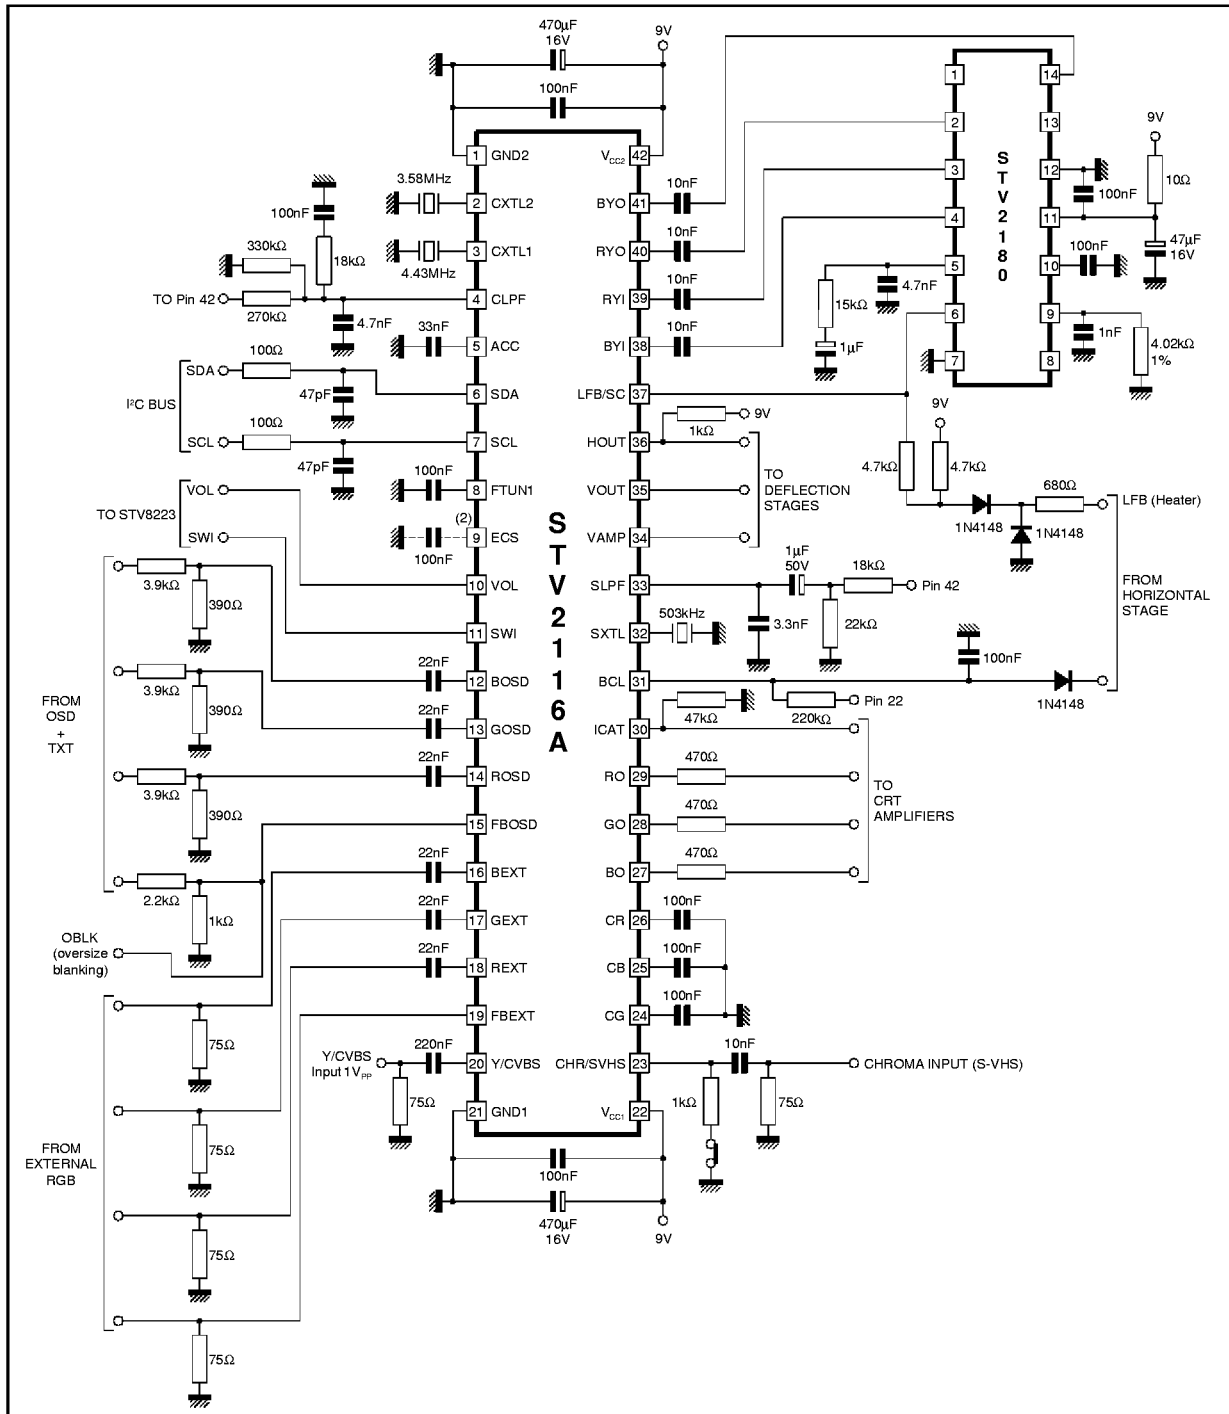 470µF
16V
9V
100nF
1 GND2
2 CXTL2
3 CXTL1
4 CLPF
5 ACC
6 SDA
7 SCL
8 FTUN1
9 ECS
10 VOL
11 SWI
12 BOSD
13 GOSD
14 ROSD
15 FBOSD
16 BEXT
17 GEXT
18 REXT
19 FBEXT
20 Y/CVBS
21 GND1
STV2116A
VCC2 42
BYO 41
RYO 40
RYI 39
BYI 38
LFB/SC 37
HOUT 36
VOUT 35
VAMP 34
SLPF 33
SXTL 32
BCL 31
ICAT 30
RO 29
GO 28
BO 27
CR 26
CB 25
CG 24
CHR/SVHS 23
VCC1 22
3.58MHz
4.43MHz
100nF
330kΩ
18kΩ
TO Pin 42
270kΩ
4.7nF
33nF
I²C BUS
SDA
100Ω
47pF
SCL
100Ω
47pF
100nF
(2)
100nF
TO STV8223
VOL
SWI
3.9kΩ
390Ω
22nF
3.9kΩ
390Ω
22nF
3.9kΩ
390Ω
22nF
FROM
OSD
+
TXT
2.2kΩ
1kΩ
22nF
22nF
22nF
OBLK
(oversize
blanking)
75Ω
75Ω
75Ω
75Ω
FROM
EXTERNAL
RGB
Y/CVBS
Input 1VPP
220nF
75Ω
100nF
470µF
16V
9V
10nF
10nF
10nF
10nF
1
2
3
4
5
6
7
STV2180
14
13
12
11
10
9
8
9V
10Ω
100nF
47µF
16V
100nF
1nF
4.02kΩ
1%
4.7nF
15kΩ
1µF
9V
1kΩ
TO
DEFLECTION
STAGES
9V
4.7kΩ
4.7kΩ
680Ω
LFB (Heater)
1N4148
1N4148
FROM
HORIZONTAL
STAGE
1µF
50V
18kΩ
Pin 42
3.3nF
22kΩ
503kHz
100nF
1N4148
47kΩ
220kΩ
Pin 22
470Ω
470Ω
470Ω
TO
CRT
AMPLIFIERS
100nF
100nF
100nF
10nF
CHROMA INPUT (S-VHS)
1kΩ
75Ω